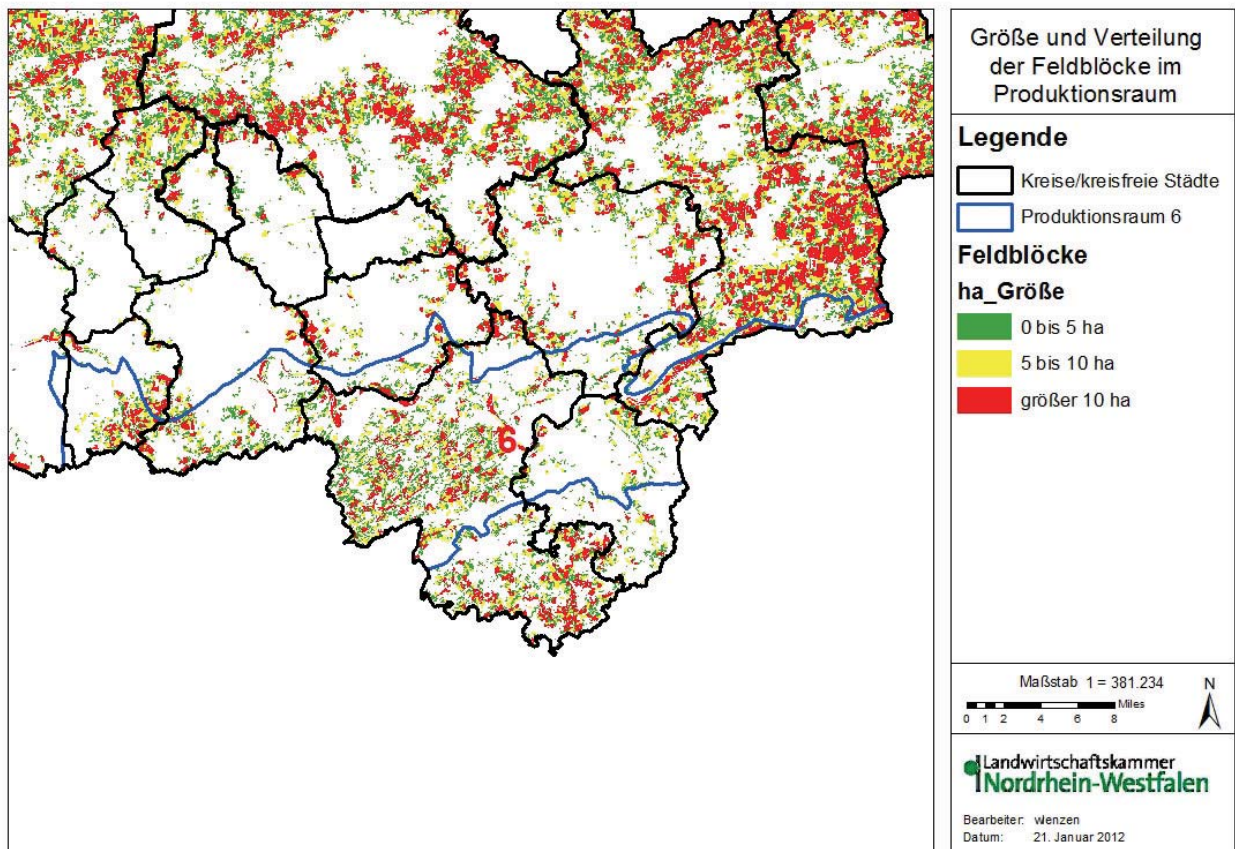 Größe und Verteilung
der Feldblöcke im
Produktionsraum
Legende
Kreise/kreisfreie Städte
Produktionsraum 6
Feldblöcke
ha_Größe
0 bis 5 ha
5 bis 10 ha
größer 10 ha
6
Maßstab 1 = 381.234
N
Miles
0 1 2 4 6 8
Landwirtschaftskammer
Nordrhein-Westfalen
Bearbeiter: wenzen
Datum: 21. Januar 2012